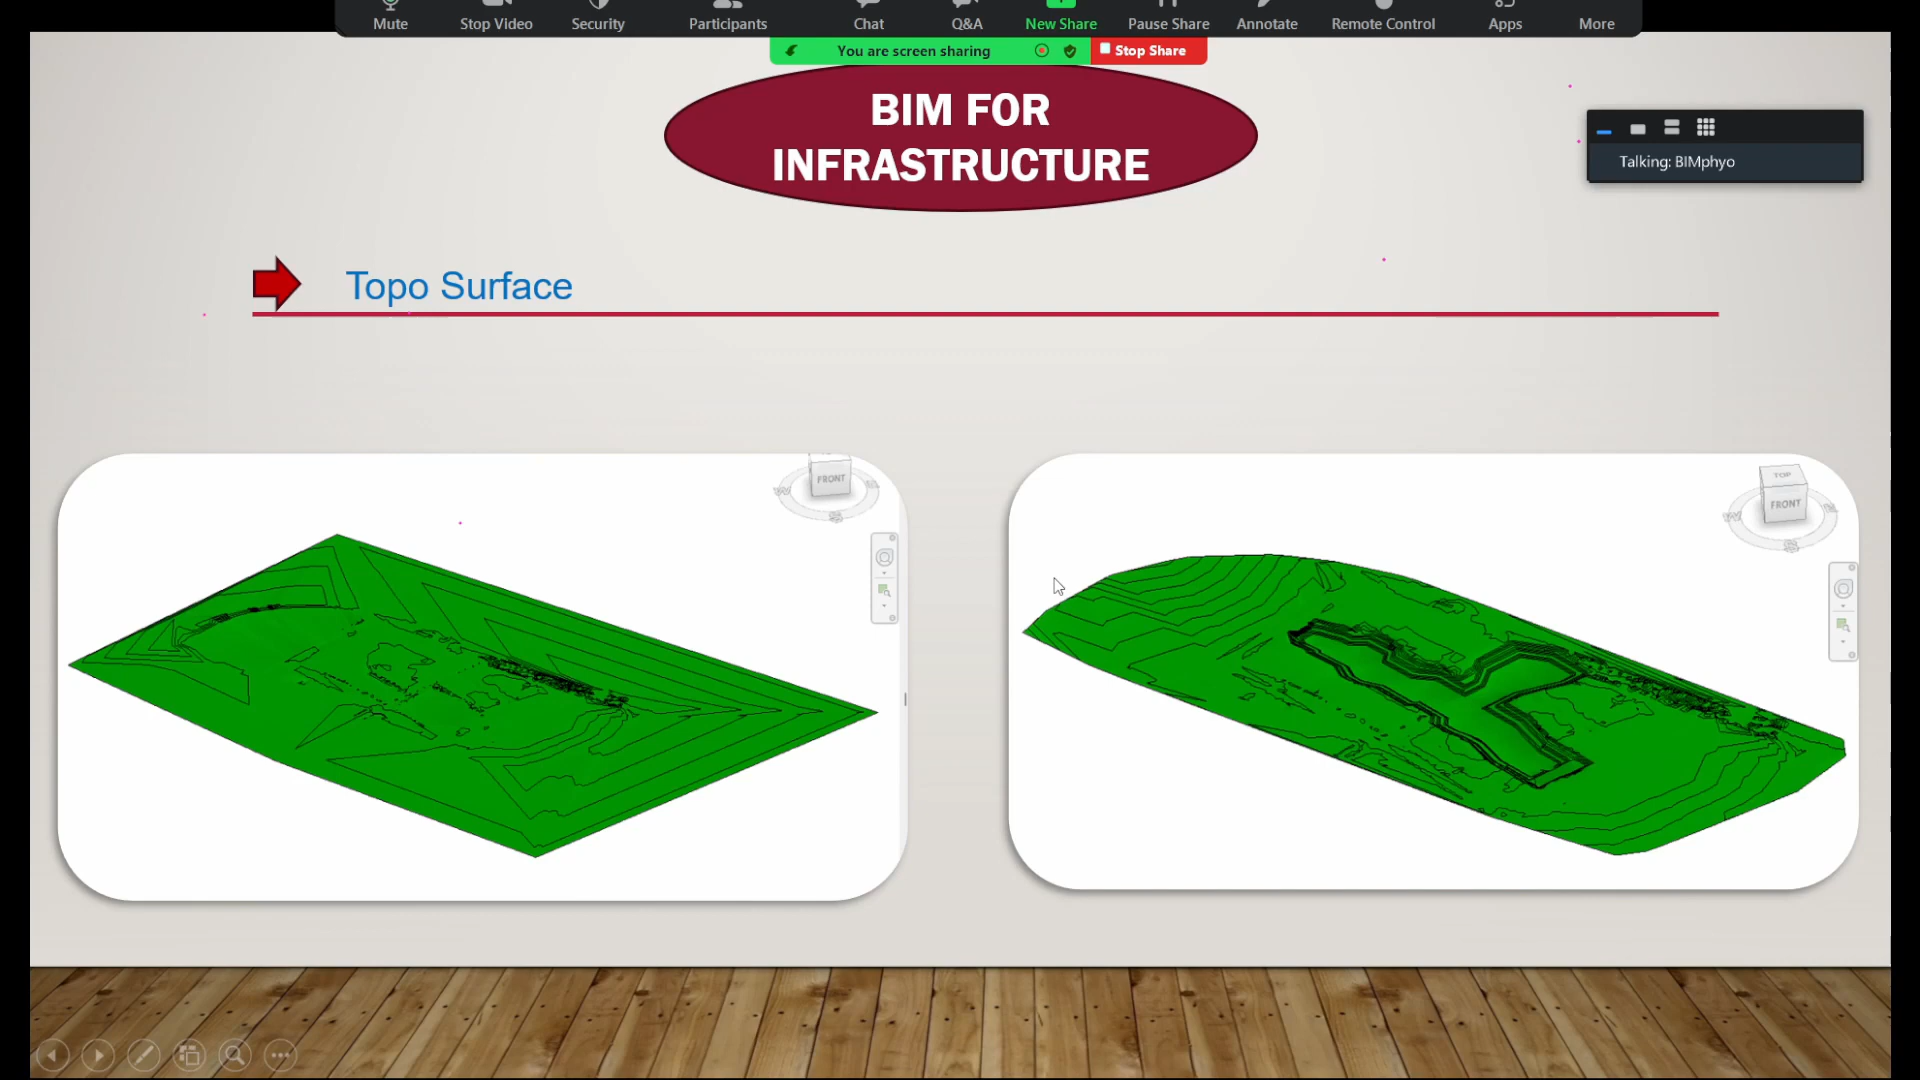 Mute Stop Video Security Participants Chat Q&A New Share Pause Share Annotate Remote Control Apps More
You are screen sharing Stop Share
BIM FOR
INFRASTRUCTURE
Talking: BIMphyo
Topo Surface
FRONT
S
TOP
FRONT
W
S